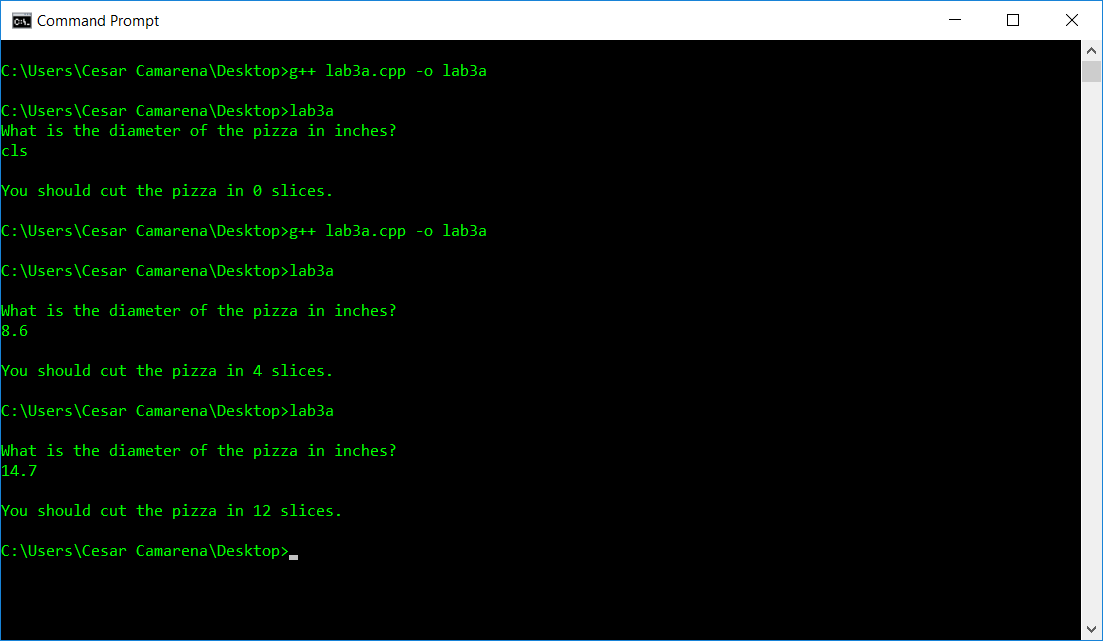 Command Prompt
C:\Users\Cesar Camarena\Desktop>g++ lab3a.cpp -o lab3a
C:\Users\Cesar Camarena\Desktop>lab3a
What is the diameter of the pizza in inches?
cls
You should cut the pizza in 0 slices.
C:\Users\Cesar Camarena\Desktop>g++ lab3a.cpp -o lab3a
C:\Users\Cesar Camarena\Desktop>lab3a
What is the diameter of the pizza in inches?
8.6
You should cut the pizza in 4 slices.
C:\Users\Cesar Camarena\Desktop>lab3a
What is the diameter of the pizza in inches?
14.7
You should cut the pizza in 12 slices.
C:\Users\Cesar Camarena\Desktop>